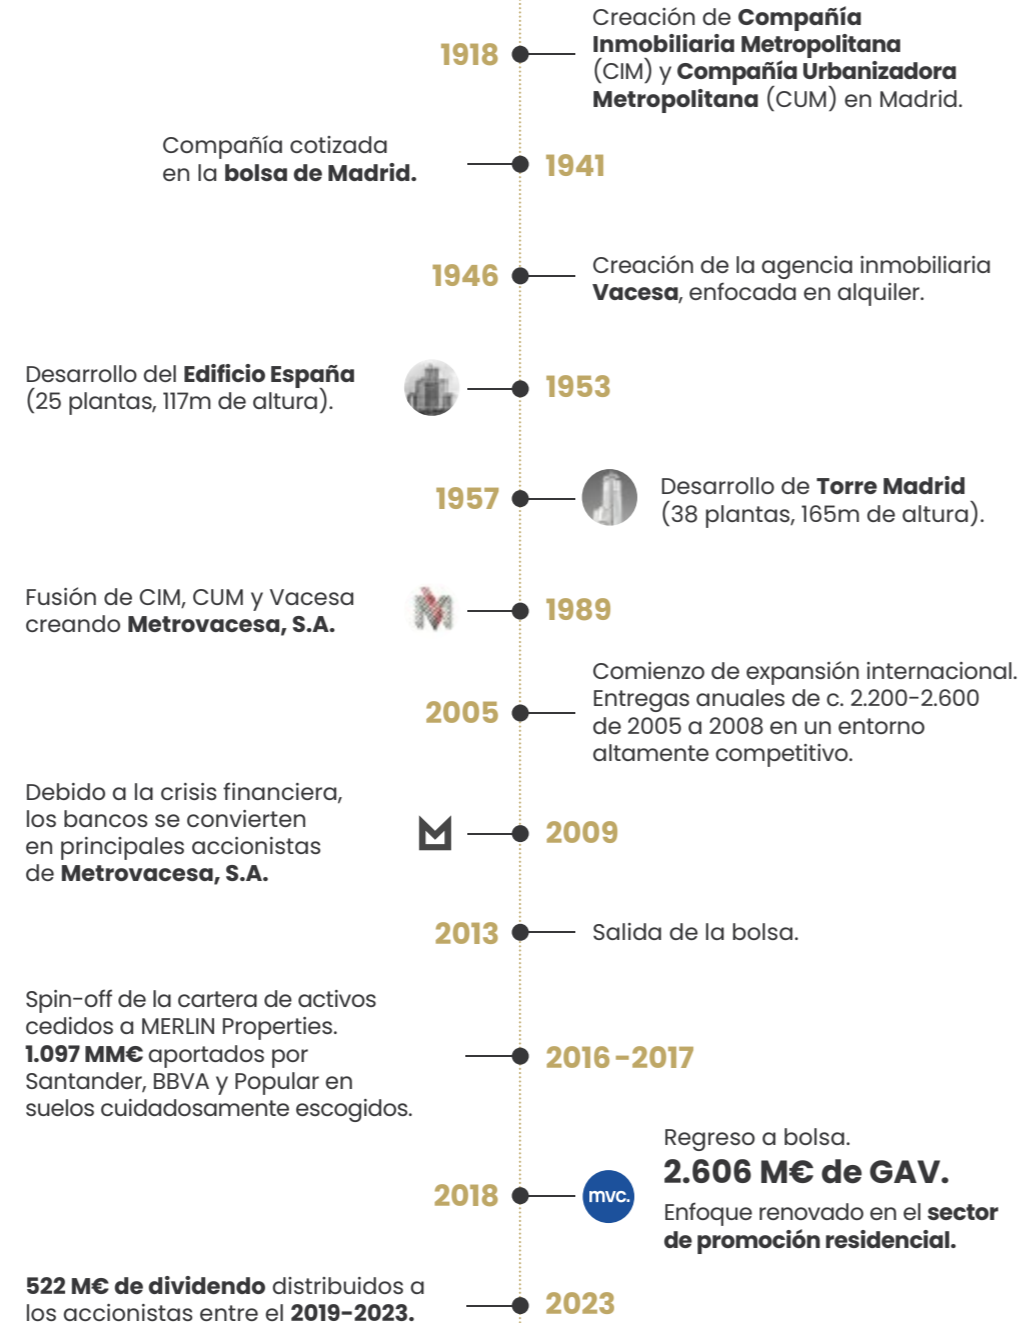 1918
Creación de Compañía
Inmobiliaria Metropolitana
(CIM) y Compañía Urbanizadora
Metropolitana (CUM) en Madrid.
Compañía cotizada
en la bolsa de Madrid.
1941
1946
Creación de la agencia inmobiliaria
Vacesa, enfocada en alquiler.
Desarrollo del Edificio España
(25 plantas, 117m de altura).
1953
1957
Desarrollo de Torre Madrid
(38 plantas, 165m de altura).
Fusión de CIM, CUM y Vacesa
creando Metrovacesa, S.A.
1989
2005
Comienzo de expansión internacional.
Entregas anuales de c. 2.200-2.600
de 2005 a 2008 en un entorno
altamente competitivo.
Debido a la crisis financiera,
los bancos se convierten
en principales accionistas
de Metrovacesa, S.A.
2009
2013
Salida de la bolsa.
Spin-off de la cartera de activos
cedidos a MERLIN Properties.
1.097 MM€ aportados por
Santander, BBVA y Popular en
suelos cuidadosamente escogidos.
2016-2017
2018
mvc.
Regreso a bolsa.
2.606 M€ de GAV.
Enfoque renovado en el sector
de promoción residencial.
522 M€ de dividendo distribuidos a
los accionistas entre el 2019-2023.
2023